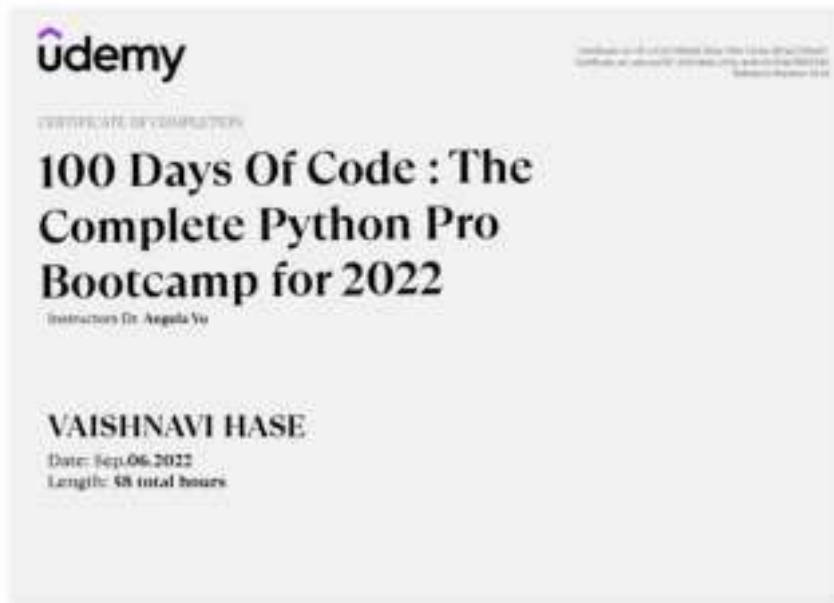 udemy
CERTIFICATE OF COMPLETION
100 Days Of Code : The
Complete Python Pro
Bootcamp for 2022
Instructors Dr. Angela Yu
VAISHNAVI HASE
Date: Sep.06.2022
Length: 58 total hours